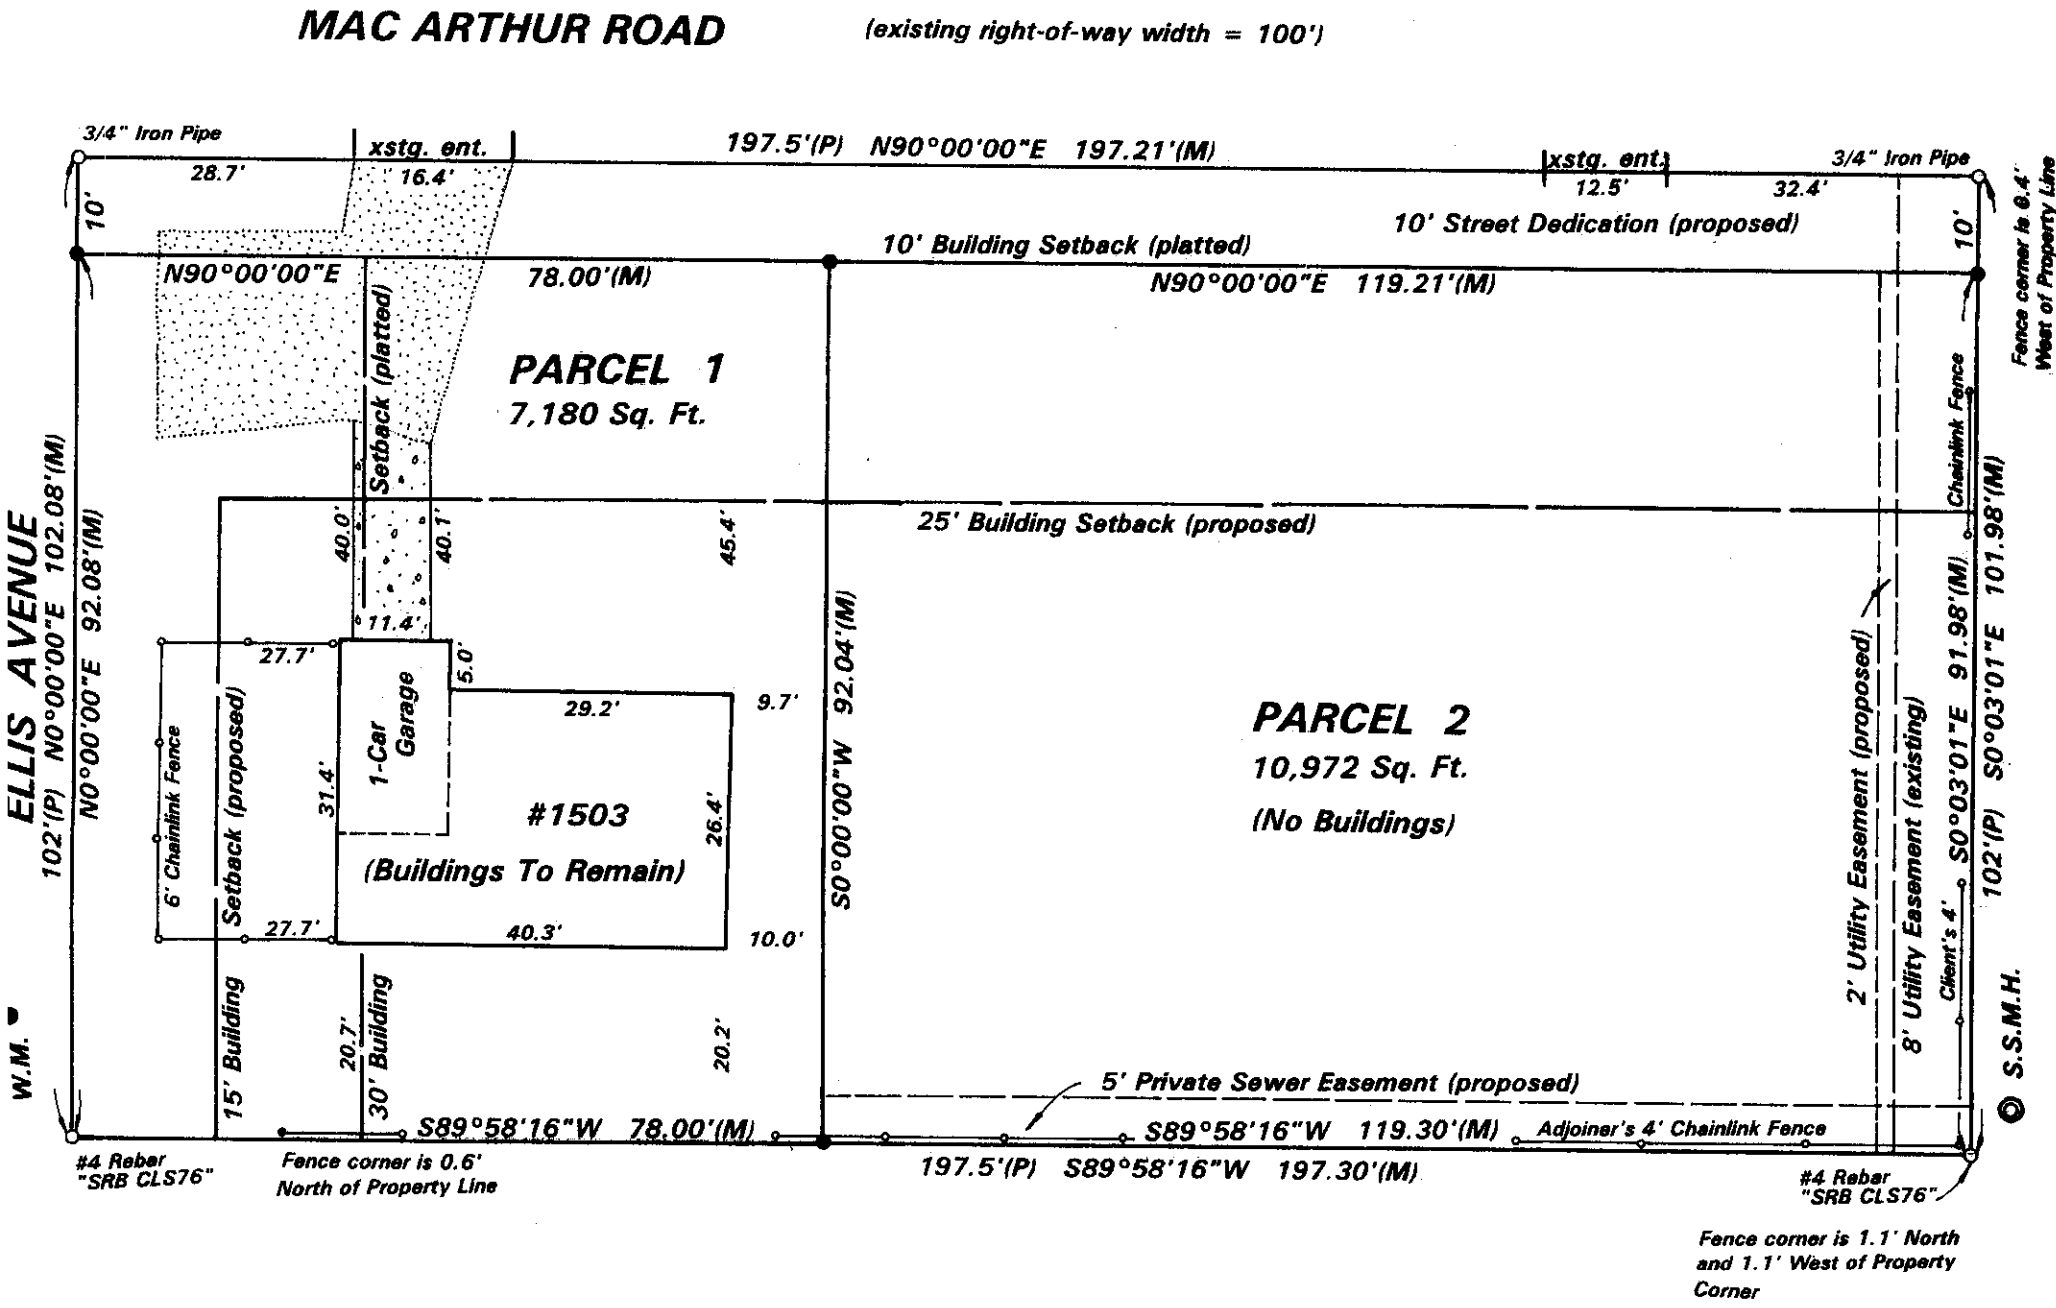 MAC ARTHUR ROAD (existing right-of-way width = 100')
3/4" Iron Pipe
xstg. ent.
197.5'(P) N90°00'00"E 197.21'(M)
xstg. ent.
3/4" Iron Pipe
28.7'
16.4'
12.5'
32.4'
10'
10'
10' Street Dedication (proposed)
10' Building Setback (platted)
Fence corner is 0.4'
West of Property Line
N90°00'00"E 78.00'(M)
N90°00'00"E 119.21'(M)
Setback (platted)
PARCEL 1
7,180 Sq. Ft.
Chainlink Fence
25' Building Setback (proposed)
40.0'
40.1'
45.4'
ELLIS AVENUE
102'(P) N0°00'00"E 102.08'(M)
N0°00'00"E 92.08'(M)
11.4'
27.7'
5.0'
29.2'
9.7'
S0°00'00"W 92.04'(M)
PARCEL 2
10,972 Sq. Ft.
(No Buildings)
6' Chainlink Fence
Setback (proposed)
31.4'
1-Car
Garage
#1503
(Buildings To Remain)
26.4'
27.7'
40.3'
10.0'
2' Utility Easement (proposed)
8' Utility Easement (existing)
Client's 4'
S0°03'01"E 91.98'(M)
102'(P) S0°03'01"E 101.98'(M)
W.M.
15' Building
20.7'
30' Building
20.2'
S.S.M.H.
5' Private Sewer Easement (proposed)
S89°58'16"W 78.00'(M)
S89°58'16"W 119.30'(M)
Adjoiner's 4' Chainlink Fence
197.5'(P) S89°58'16"W 197.30'(M)
#4 Rebar
"SRB CLS76"
Fence corner is 0.6'
North of Property Line
#4 Rebar
"SRB CLS76"
Fence corner is 1.1' North
and 1.1' West of Property
Corner